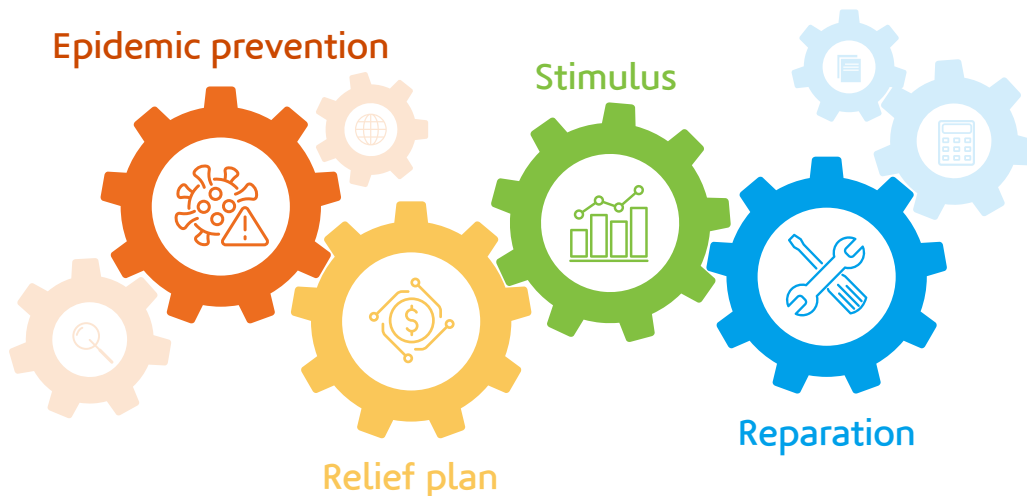 Epidemic prevention
Stimulus
$
Reparation
Relief plan